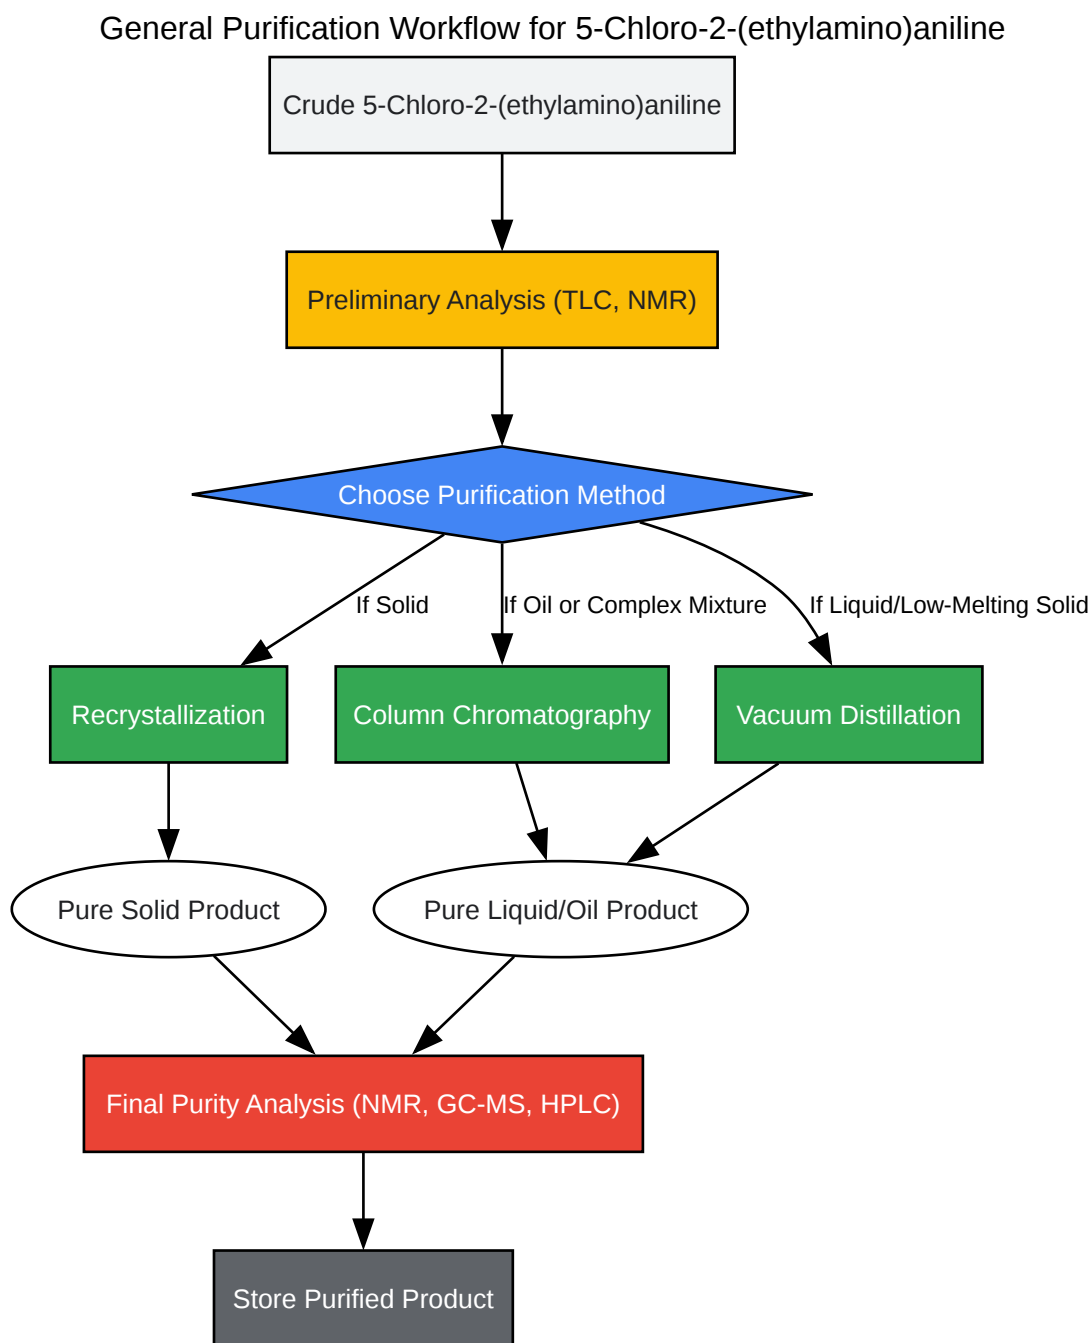 General Purification Workflow for 5-Chloro-2-(ethylamino)aniline
Crude 5-Chloro-2-(ethylamino)aniline
Preliminary Analysis (TLC, NMR)
Choose Purification Method
If Solid
If Oil or Complex Mixture
If Liquid/Low-Melting Solid
Recrystallization
Column Chromatography
Vacuum Distillation
Pure Solid Product
Pure Liquid/Oil Product
Final Purity Analysis (NMR, GC-MS, HPLC)
Store Purified Product